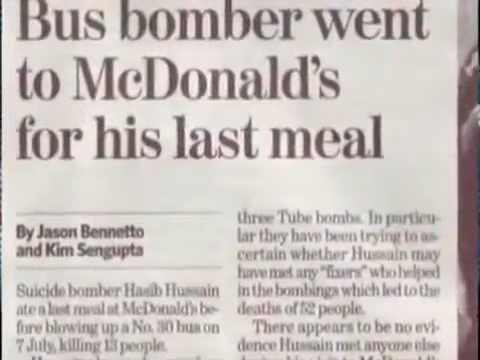 Bus bomber went
to McDonald's
for his last meal
By Jason Bennetto
and Kim Sengupta
Suicide bomber Hasib Hussain
ate a last meal at McDonald's be-
fore blowing up a No. 30 bus on
7 July, killing 13 people.
three Tube bombs. In particu-
lar they have been trying to as-
certain whether Hussain may
have met any "fixers" who helped
in the bombings which led to the
deaths of 52 people.
There appears to be no evi-
dence Hussain met anyone else